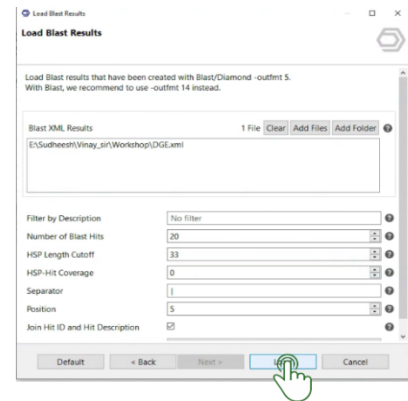 Load Blast Results
Load Blast Results
Load Blast results that have been created with Blast/Diamond -outfmt 5.
With Blast, we recommend to use -outfmt 14 instead.
Blast XML Results 1 File Clear Add Files Add Folder
E:\Sudheesh\Vinay_sir\Workshop\DGE.xml
Filter by Description No filter
Number of Blast Hits 20
HSP Length Cutoff 33
HSP-Hit Coverage 0
Separator |
Position 5
Join Hit ID and Hit Description
Default < Back Next > Cancel